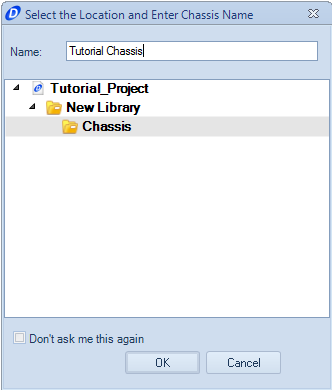 Select the Location and Enter Chassis Name
Name: Tutorial Chassis
Tutorial_Project
New Library
Chassis
Don't ask me this again
OK Cancel